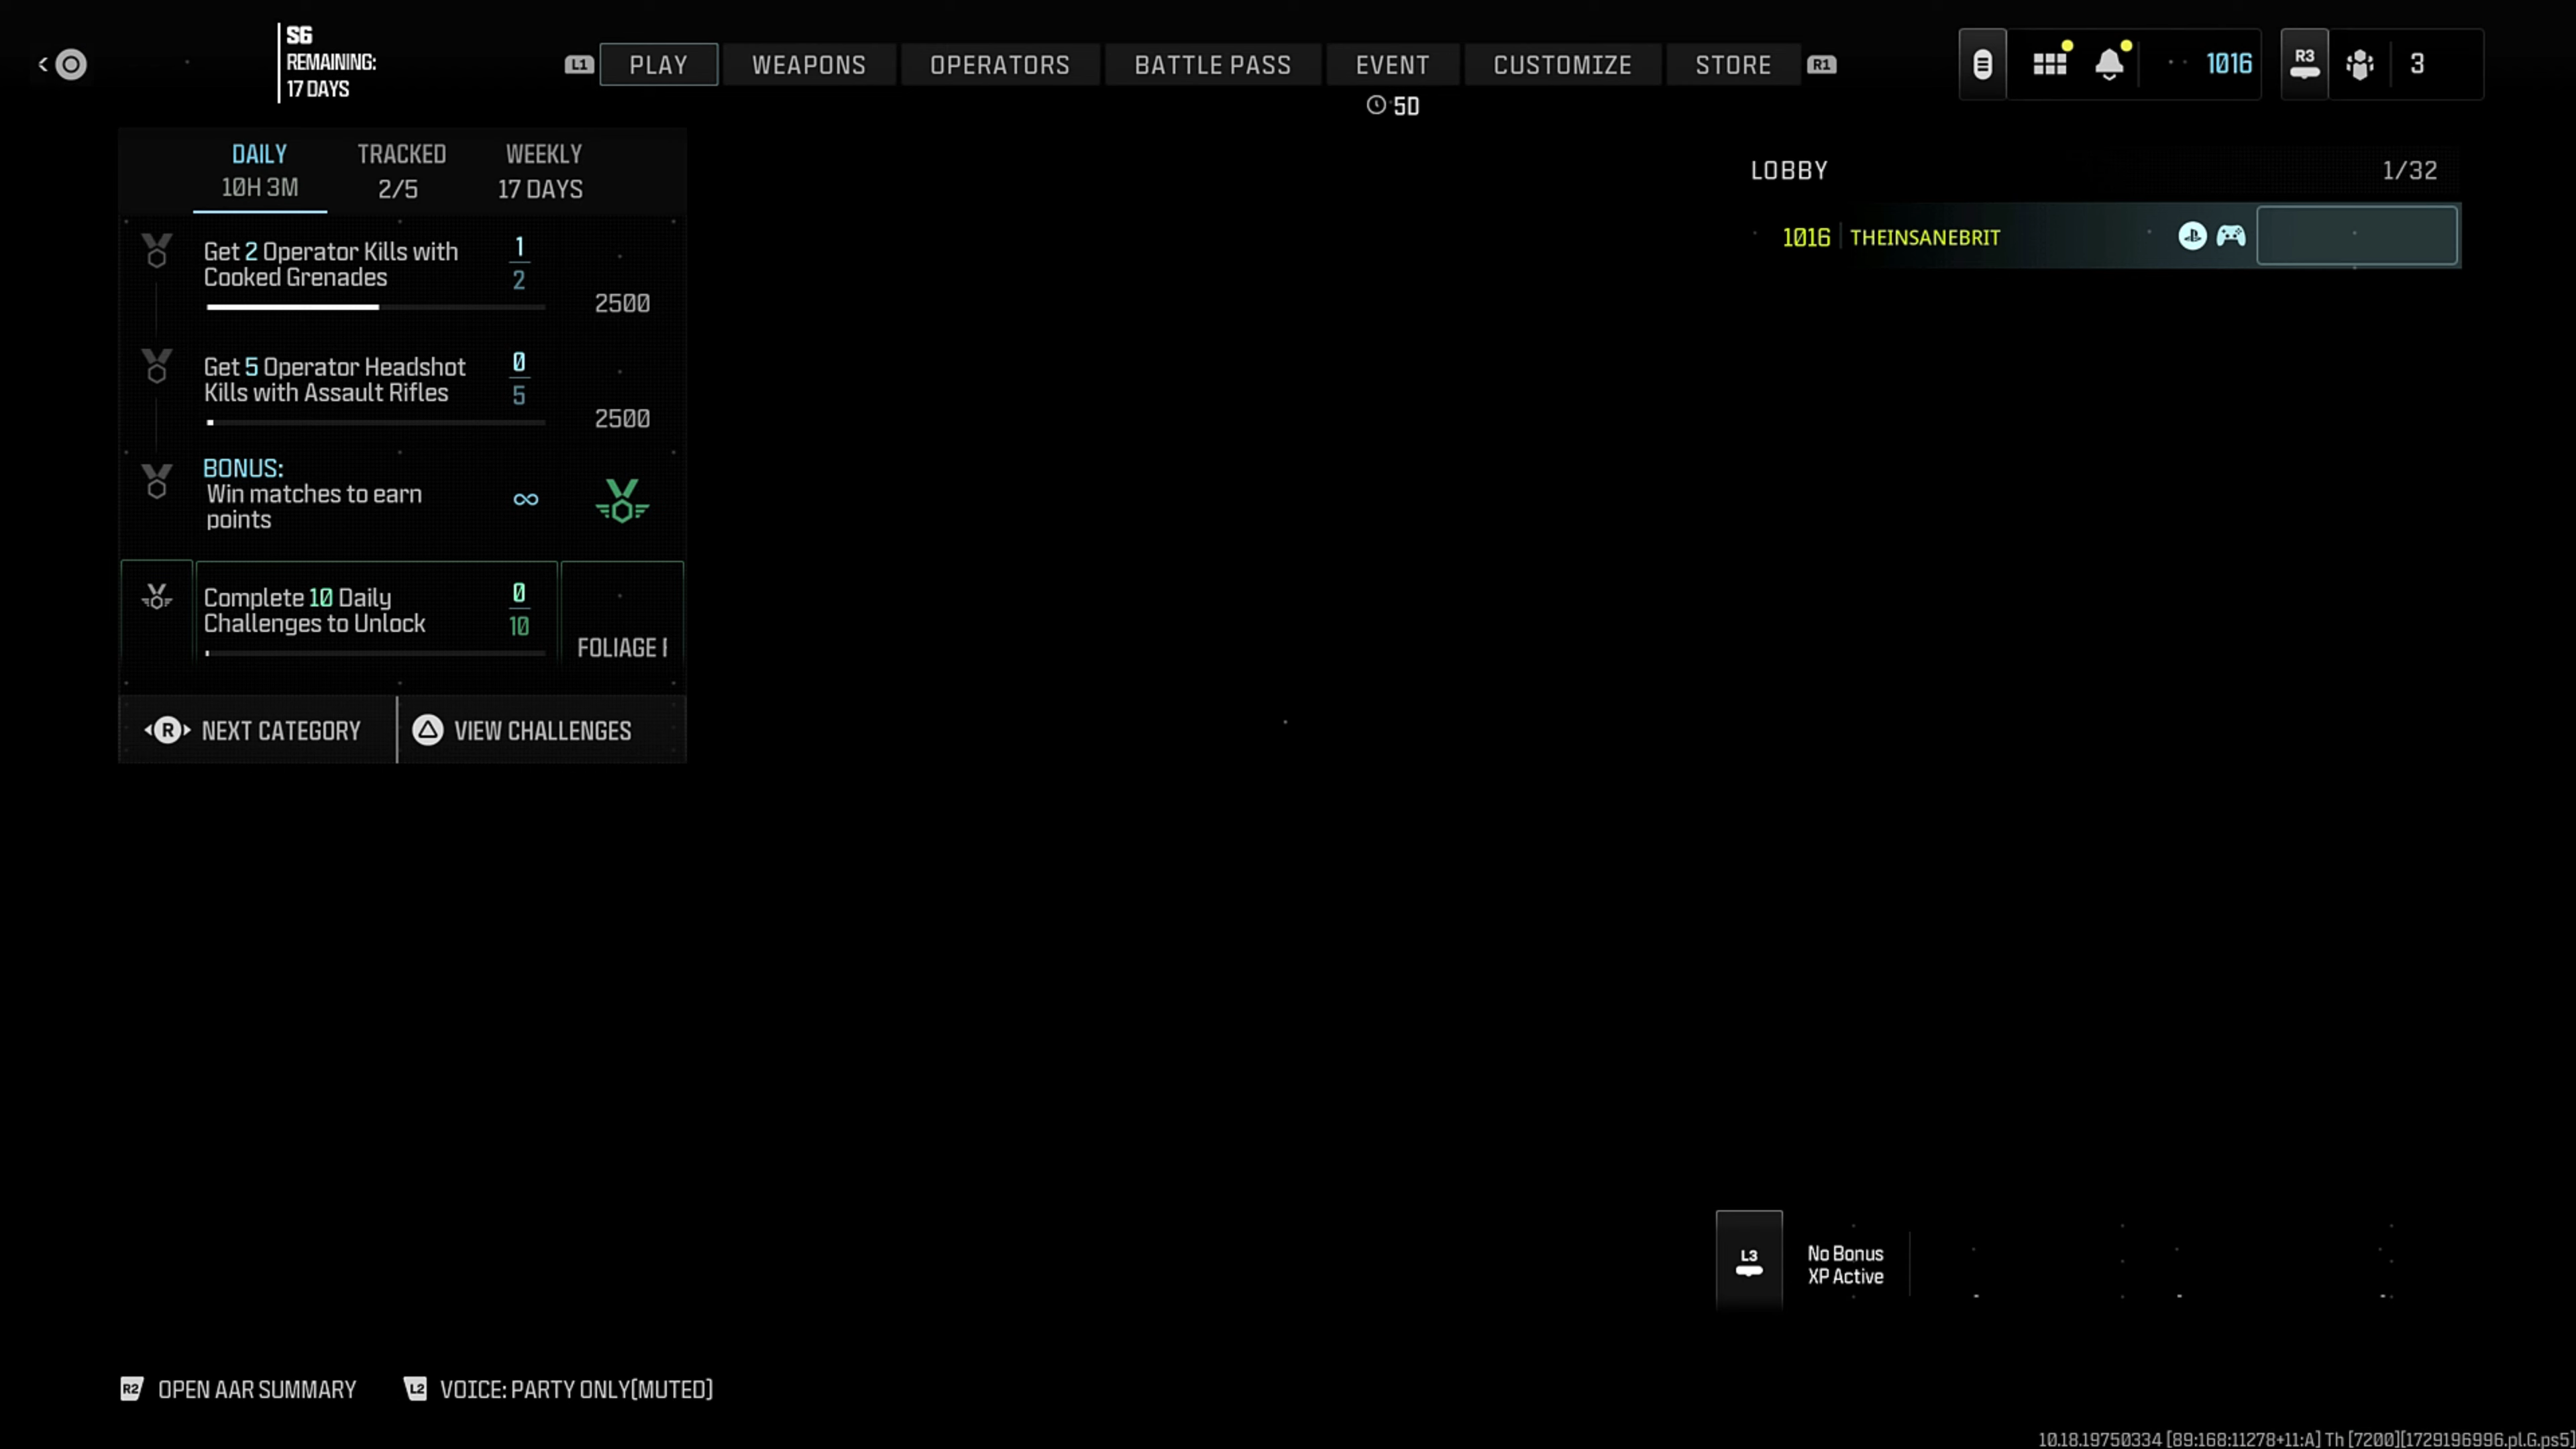 S6
REMAINING:
17 DAYS
L1
PLAY
WEAPONS
OPERATORS
BATTLE PASS
EVENT
CUSTOMIZE
STORE
R1
5D
1016
R3
3
DAILY
10H 3M
TRACKED
2/5
WEEKLY
17 DAYS
Get 2 Operator Kills with
Cooked Grenades
1
2
2500
Get 5 Operator Headshot
Kills with Assault Rifles
0
5
2500
BONUS:
Win matches to earn
points
∞
Complete 10 Daily
Challenges to Unlock
0
10
FOLIAGE
R NEXT CATEGORY
VIEW CHALLENGES
LOBBY
1/32
1016 THEINSANEBRIT
L3
No Bonus
XP Active
R2 OPEN AAR SUMMARY
L2 VOICE: PARTY ONLY[MUTED]
10.18.19750334 [89:168:11278+11:A] Th [7200][1729196996.pl.G.ps5]